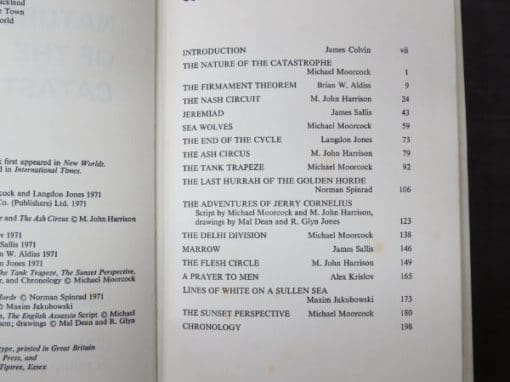 uckland
e Town
orld
k first appeared in New Worlds.
ed in International Times.
cock and Langdon Jones 1971
Co. (Publishers) Ltd. 1971
e and The Ash Circus © M. John Harrison
v 1971
Sallis 1971
1971
n Jones 1971
The Tank Trapeze, The Sunset Perspective,
er, and Chronology © Michael Moorcock
Horde © Norman Spinrad 1971
© Maxim Jakubowski
s, The English Assassin Script © Michael
rison; drawings © Mal Dean and R. Glyn
type, printed in Great Britain
Press, and
Tiptree, Essex
INTRODUCTION James Colvin vii
THE NATURE OF THE CATASTROPHE
Michael Moorcock 1
THE FIRMAMENT THEOREM Brian W. Aldiss 9
THE NASH CIRCUIT M. John Harrison 24
JEREMIAD James Sallis 43
SEA WOLVES Michael Moorcock 59
THE END OF THE CYCLE Langdon Jones 75
THE ASH CIRCUS M. John Harrison 79
THE TANK TRAPEZE Michael Moorcock 92
THE LAST HURRAH OF THE GOLDEN HORDE
Norman Spinrad 106
THE ADVENTURES OF JERRY CORNELIUS
Script by Michael Moorcock and M. John Harrison,
drawings by Mal Dean and R. Glyn Jones 123
THE DELHI DIVISION Michael Moorcock 138
MARROW James Sallis 146
THE FLESH CIRCLE M. John Harrison 149
A PRAYER TO MEN Alex Krislov 165
LINES OF WHITE ON A SULLEN SEA
Maxim Jakubowski 173
THE SUNSET PERSPECTIVE Michael Moorcock 180
CHRONOLOGY 198